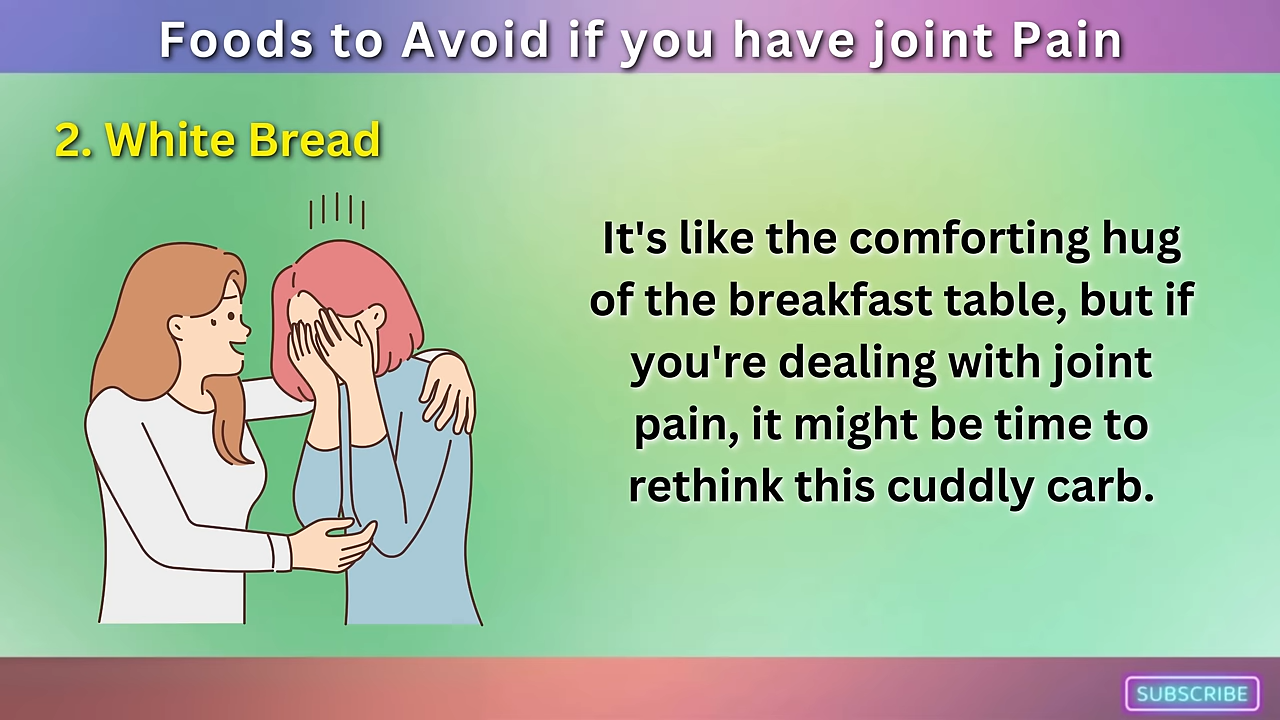 Foods to Avoid if you have joint Pain
2. White Bread
It's like the comforting hug
of the breakfast table, but if
you're dealing with joint
pain, it might be time to
rethink this cuddly carb.
SUBSCRIBE